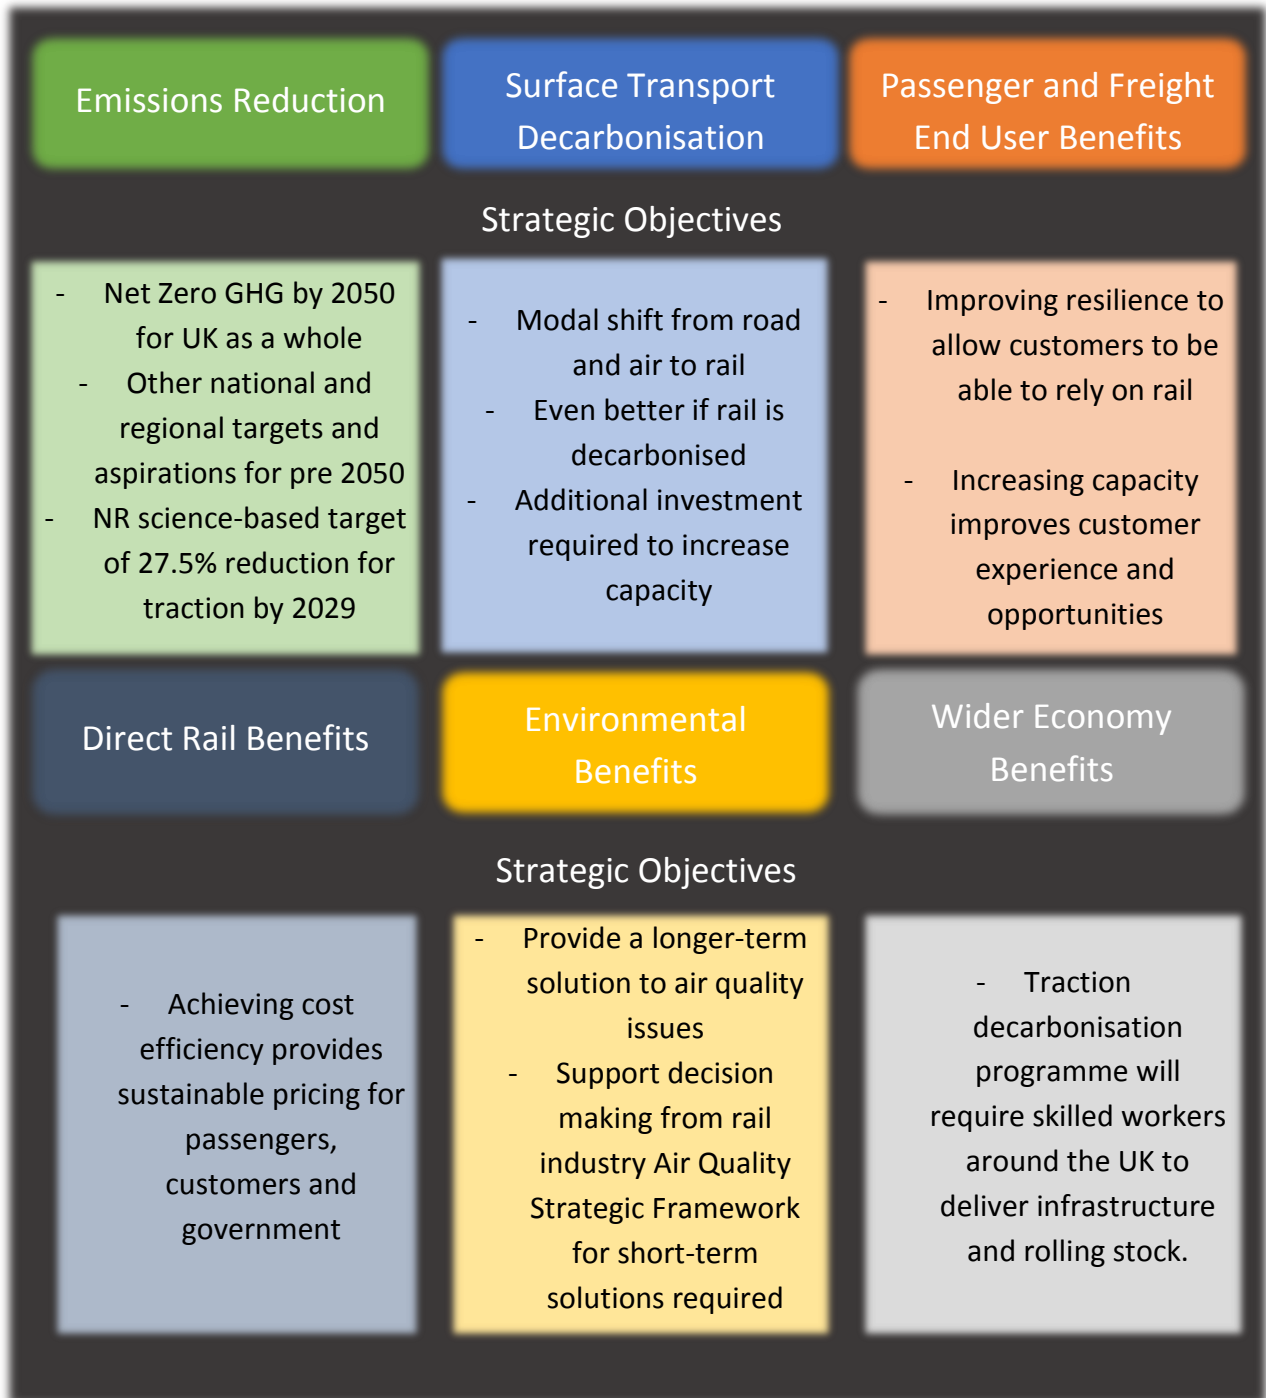 Emissions Reduction
Surface Transport
Decarbonisation
Passenger and Freight
End User Benefits
Strategic Objectives
- Net Zero GHG by 2050
for UK as a whole
- Other national and
regional targets and
aspirations for pre 2050
- NR science-based target
of 27.5% reduction for
traction by 2029
- Modal shift from road
and air to rail
- Even better if rail is
decarbonised
- Additional investment
required to increase
capacity
- Improving resilience to
allow customers to be
able to rely on rail
- Increasing capacity
improves customer
experience and
opportunities
Direct Rail Benefits
Environmental
Benefits
Wider Economy
Benefits
Strategic Objectives
- Achieving cost
efficiency provides
sustainable pricing for
passengers,
customers and
government
- Provide a longer-term
solution to air quality
issues
- Support decision
making from rail
industry Air Quality
Strategic Framework
for short-term
solutions required
- Traction
decarbonisation
programme will
require skilled workers
around the UK to
deliver infrastructure
and rolling stock.